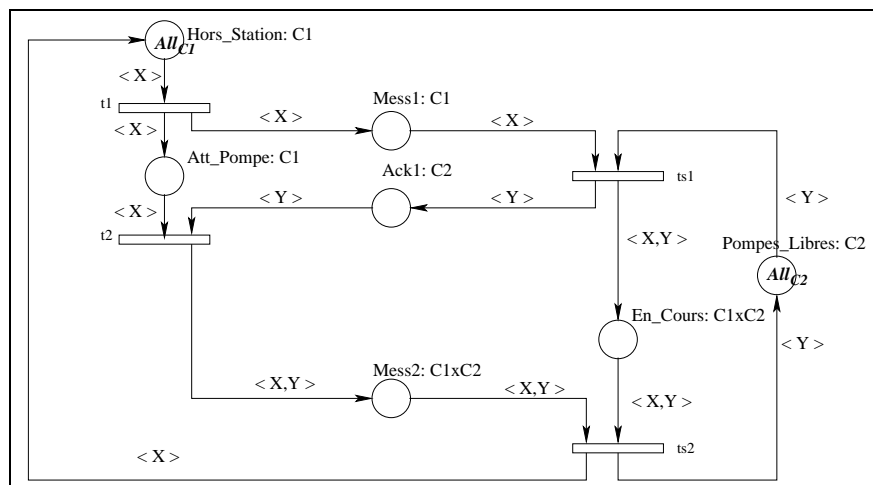 Hors_Station: C1
All C1
< X >
t1
< X >
< X >
Mess1: C1
< X >
Att_Pompe: C1
Ack1: C2
ts1
< X >
< Y >
< Y >
< Y >
t2
< X,Y >
Pompes_Libres: C2
All C2
En_Cours: C1xC2
< Y >
Mess2: C1xC2
< X,Y >
< X,Y >
< X,Y >
ts2
< X >